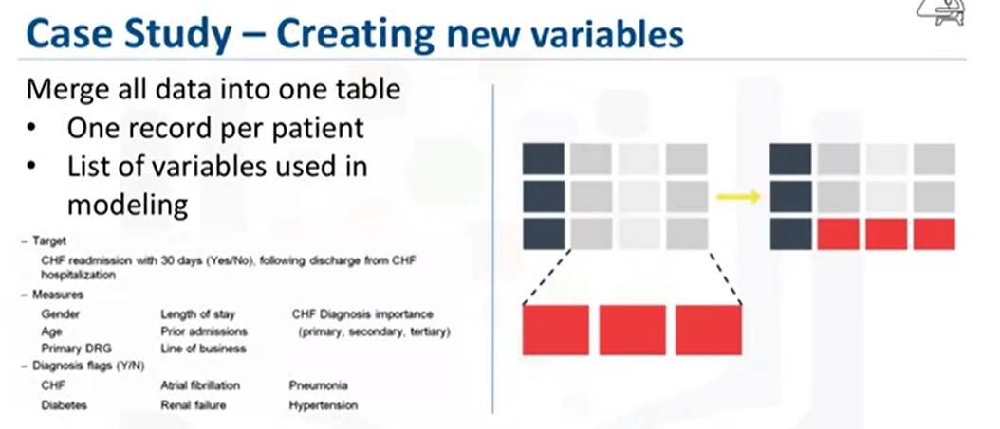 Case Study – Creating new variables
Merge all data into one table
• One record per patient
• List of variables used in
modeling
– Target
CHF readmission with 30 days (Yes/No), following discharge from CHF
hospitalization
– Measures
Gender Length of stay CHF Diagnosis importance
Age Prior admissions (primary, secondary, tertiary)
Primary DRG Line of business
– Diagnosis flags (Y/N)
CHF Atrial fibrillation Pneumonia
Diabetes Renal failure Hypertension